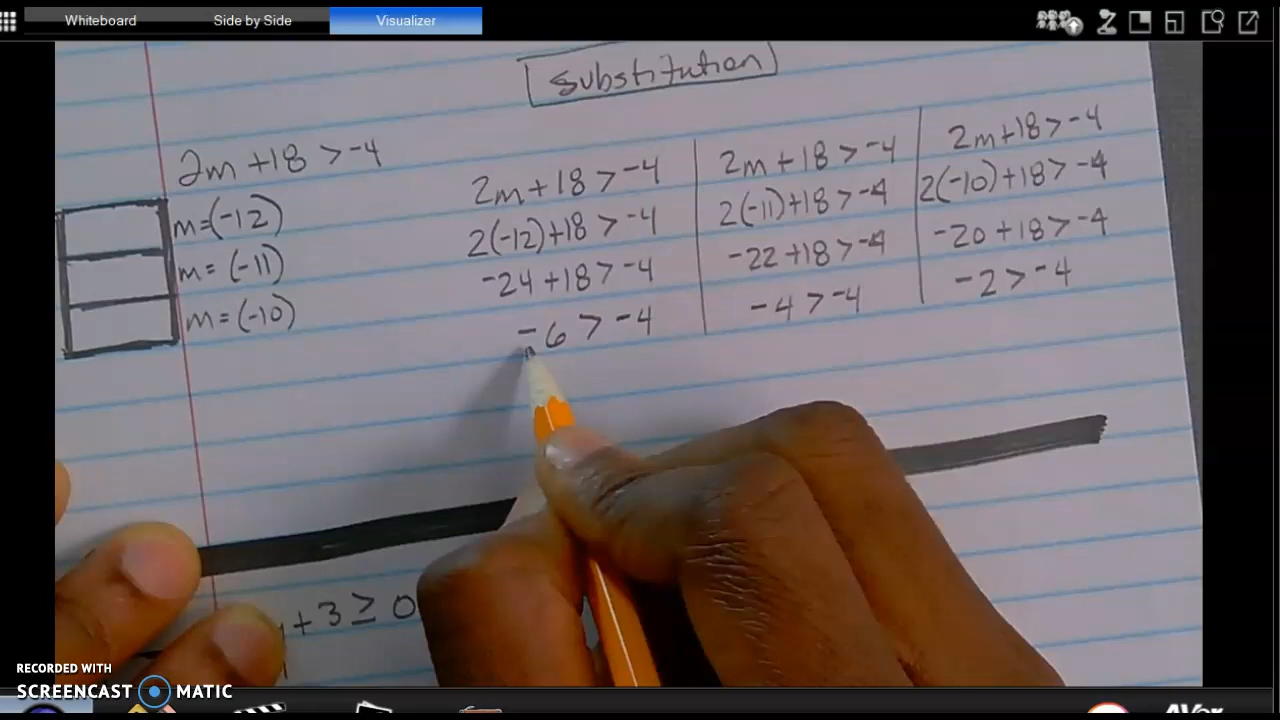 Whiteboard
Side by Side
Visualizer
substitution
2m +18 > -4
m=(-12)
m = (-11)
m = (-10)
2m + 18 > -4
2(-12)+18 > -4
-24 +18 > -4
-6 > -4
2m + 18 > -4
2(-11)+18 > -4
-22 +18 > -4
-4 > -4
2m+18 > -4
2(-10)+18 > -4
-20 +18 > -4
-2 > -4
+ 3 ≥ 0
RECORDED WITH
SCREENCAST MATIC
AVer